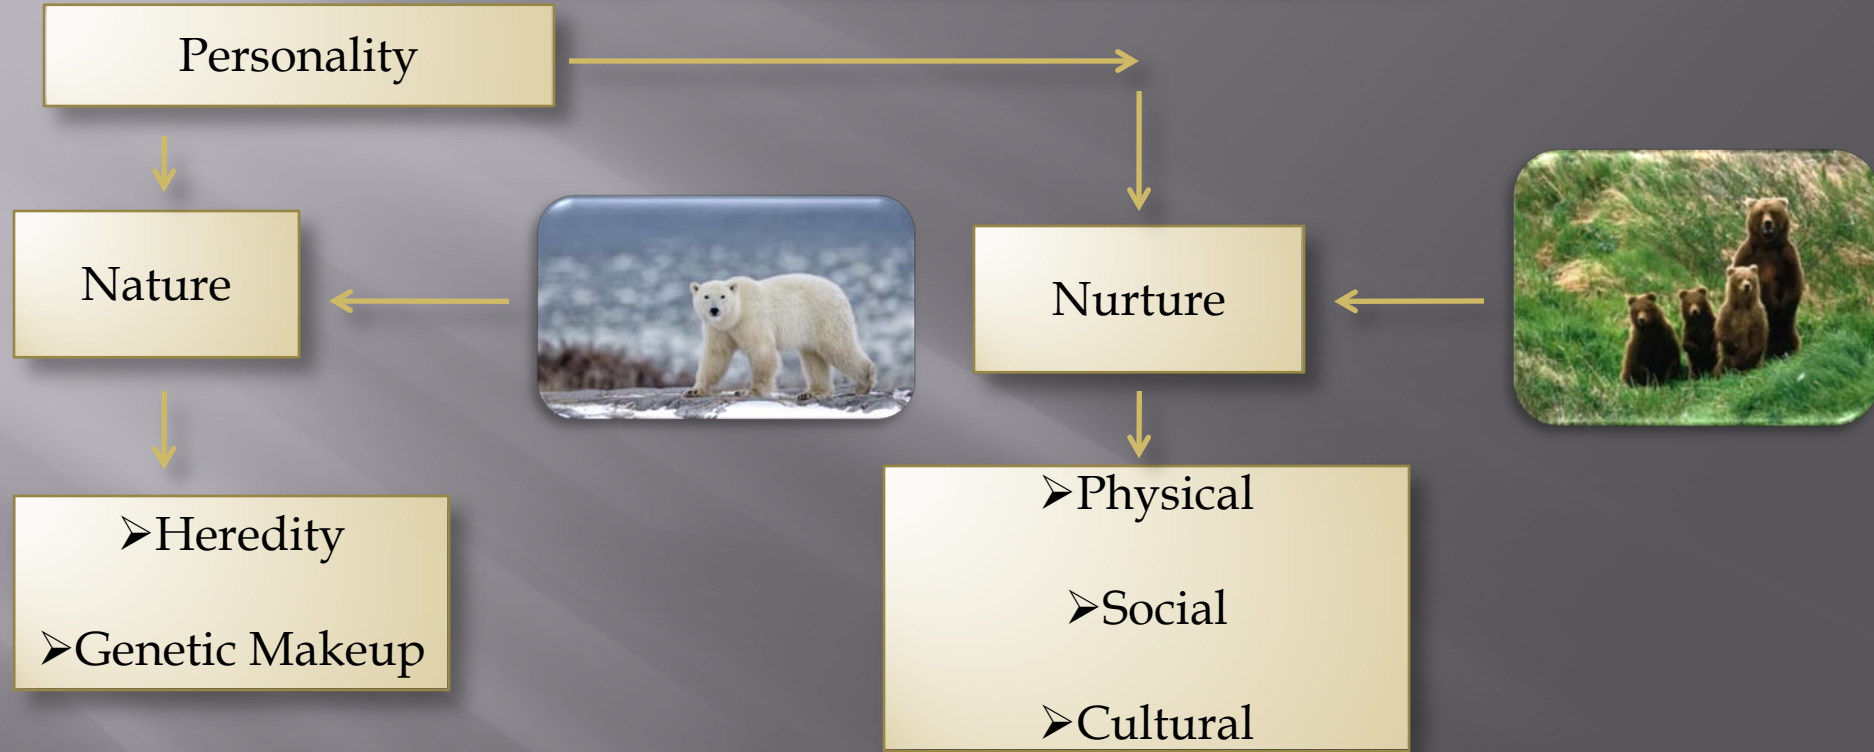 Personality
Nature
Nurture
➢Heredity
➢Genetic Makeup
➢Physical
➢Social
➢Cultural